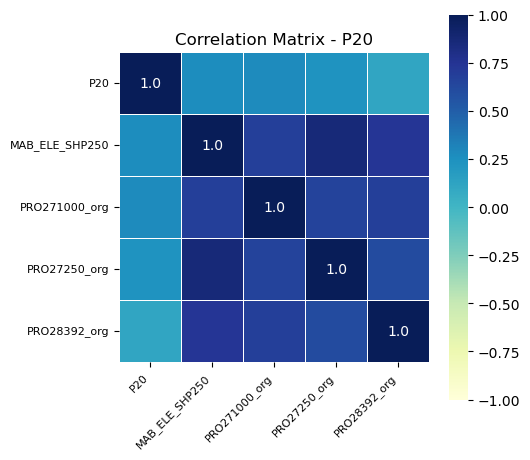 Correlation Matrix - P20
P20
MAB_ELE_SHP250
PRO271000_org
PRO27250_org
PRO28392_org
1.0
1.0
1.0
1.0
1.0
P20
MAB_ELE_SHP250
PRO271000_org
PRO27250_org
PRO28392_org
1.00
0.75
0.50
0.25
0.00
−0.25
−0.50
−0.75
−1.00